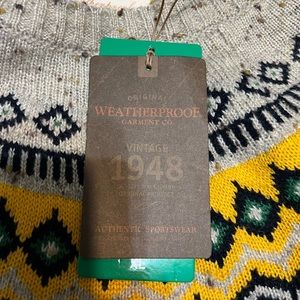 ORIGINAL
WEATHERPROOF
GARMENT CO.
VINTAGE
1948
AUTHENTIC SPORTSWEAR